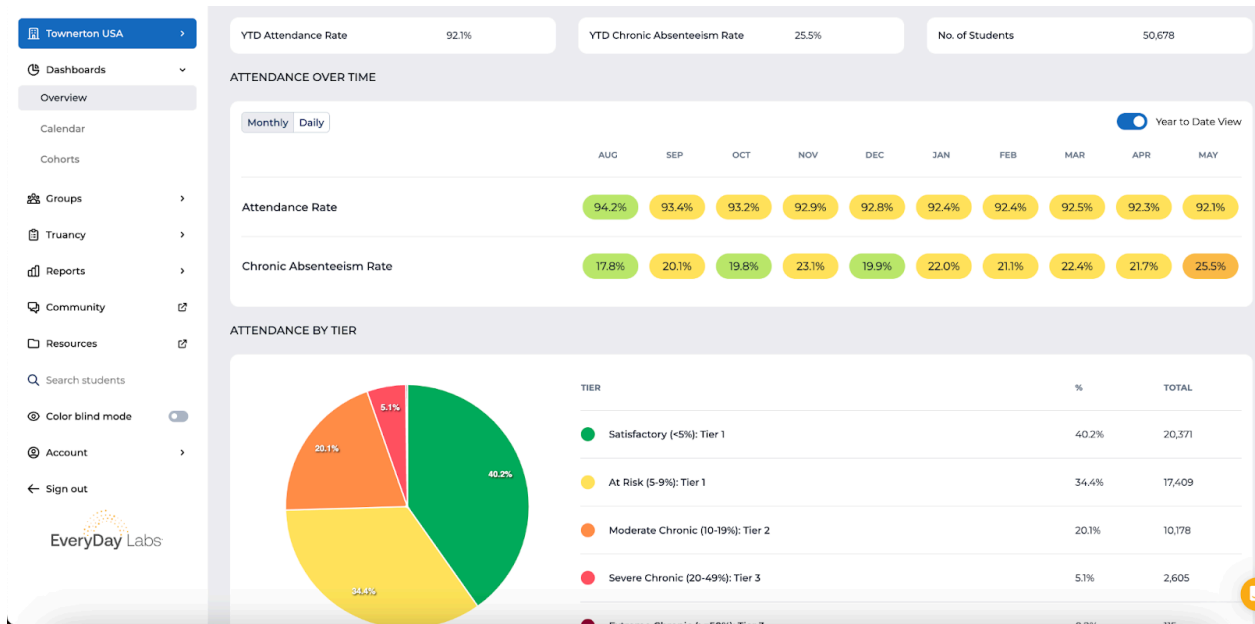 Townerton USA
Dashboards
Overview
Calendar
Cohorts
Groups
Truancy
Reports
Community
Resources
Search students
Color blind mode
Account
Sign out
EveryDay Labs
YTD Attendance Rate 92.1%
YTD Chronic Absenteeism Rate 25.5%
No. of Students 50,678
ATTENDANCE OVER TIME
Monthly Daily
Year to Date View
AUG SEP OCT NOV DEC JAN FEB MAR APR MAY
Attendance Rate 94.2% 93.4% 93.2% 92.9% 92.8% 92.4% 92.4% 92.5% 92.3% 92.1%
Chronic Absenteeism Rate 17.8% 20.1% 19.8% 23.1% 19.9% 22.0% 21.1% 22.4% 21.7% 25.5%
ATTENDANCE BY TIER
5.1%
20.1%
40.2%
34.4%
TIER % TOTAL
Satisfactory (<5%): Tier 1 40.2% 20,371
At Risk (5-9%): Tier 1 34.4% 17,409
Moderate Chronic (10-19%): Tier 2 20.1% 10,178
Severe Chronic (20-49%): Tier 3 5.1% 2,605